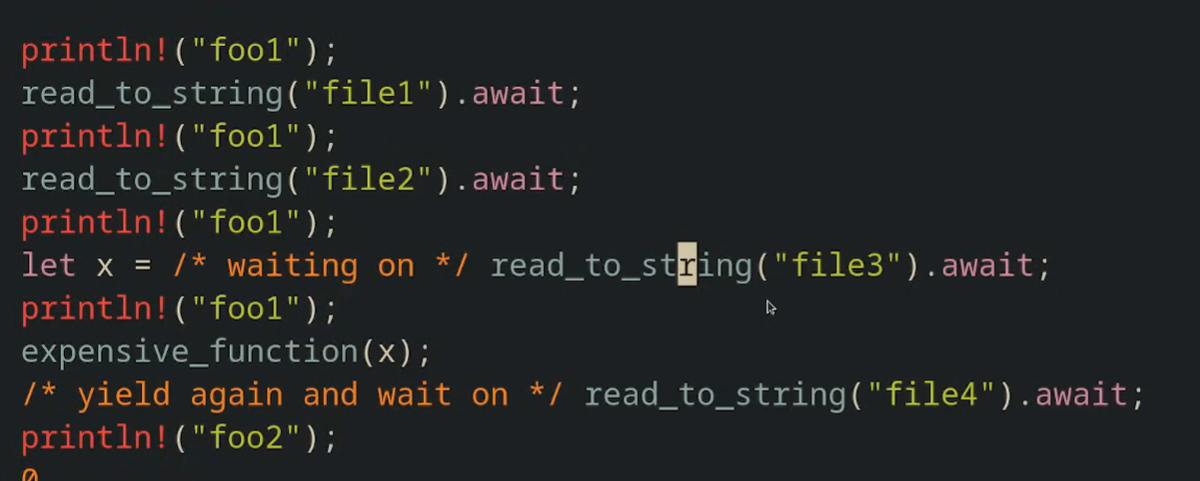 println!("foo1");
read_to_string("file1").await;
println!("foo1");
read_to_string("file2").await;
println!("foo1");
let x = /* waiting on */ read_to_string("file3").await;
println!("foo1");
expensive_function(x);
/* yield again and wait on */ read_to_string("file4").await;
println!("foo2");
0